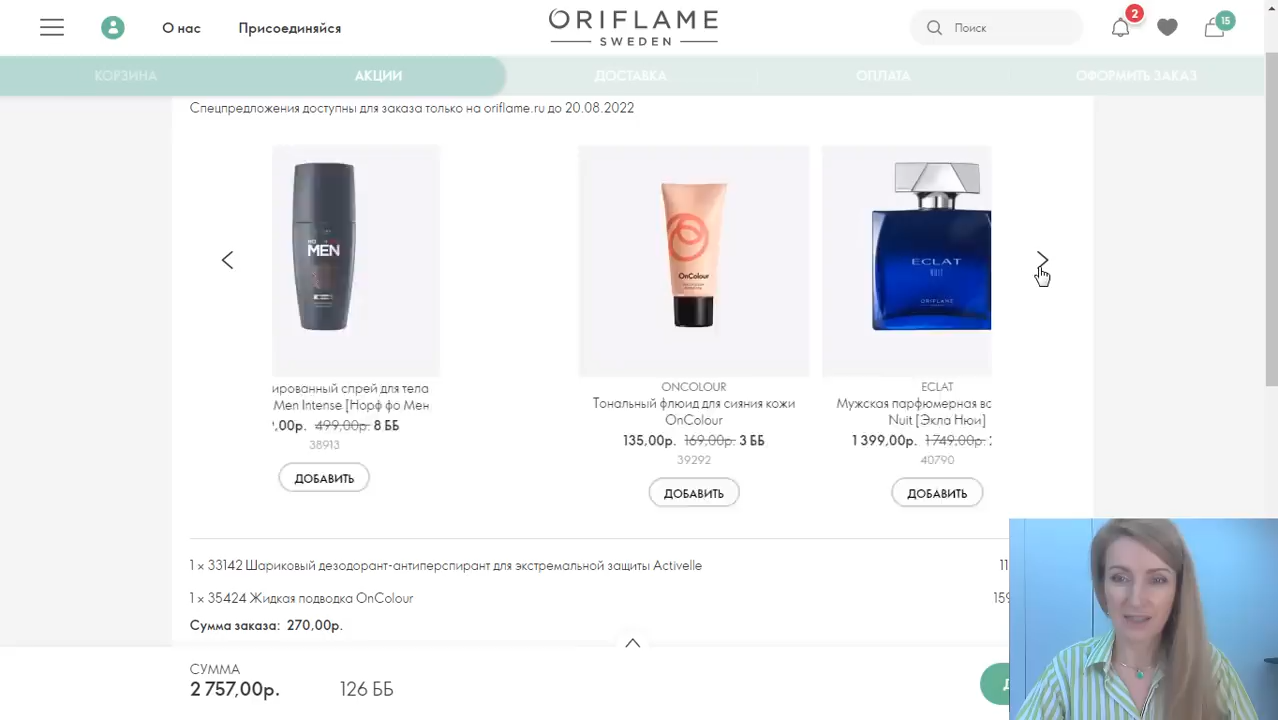 О нас
Присоединяйся
ORIFLAME
SWEDEN
Поиск
2
15
КОРЗИНА
АКЦИИ
ДОСТАВКА
ОПЛАТА
ОФОРМИТЬ ЗАКАЗ
Спецпредложения доступны для заказа только на oriflame.ru до 20.08.2022
MEN
OnColour
ECLAT
NUIT
ORIFLAME
ированный спрей для тела
Men Intense [Норф фо Мен
,00р. 499,00р. 8 ББ
38913
ДОБАВИТЬ
ONCOLOUR
Тональный флюид для сияния кожи
OnColour
135,00р. 169,00р. 3 ББ
39292
ДОБАВИТЬ
ECLAT
Мужская парфюмерная во
Nuit [Экла Нюи]
1 399,00р. 1 749,00р.
40790
ДОБАВИТЬ
1 × 33142 Шариковый дезодорант-антиперспирант для экстремальной защиты Activelle 11
1 × 35424 Жидкая подводка OnColour 159
Сумма заказа: 270,00р.
СУММА
2 757,00р. 126 ББ